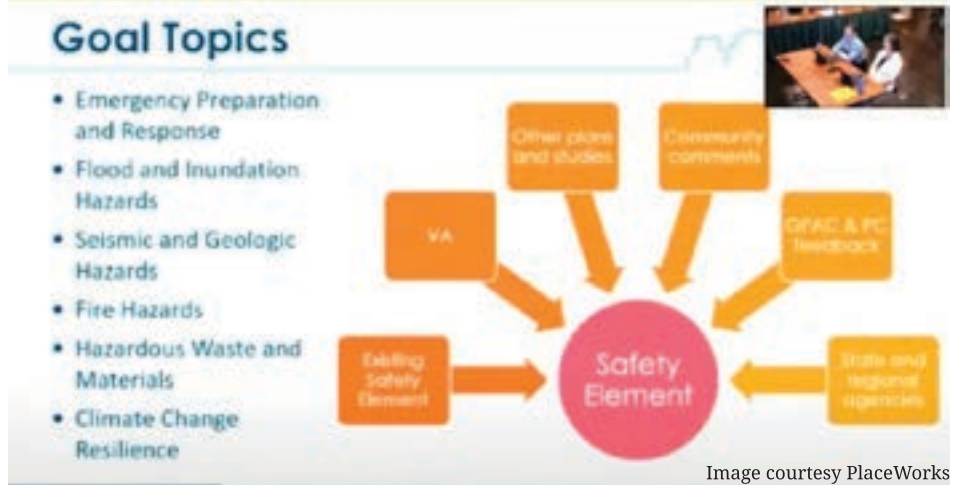 Goal Topics
• Emergency Preparation
and Response
• Flood and Inundation
Hazards
• Seismic and Geologic
Hazards
• Fire Hazards
• Hazardous Waste and
Materials
• Climate Change
Resilience
Existing
Safety
Element
VA
Other plans
and studies
Community
comments
GPAC & PC
feedback
State and
regional
agencies
Safety
Element
Image courtesy PlaceWorks